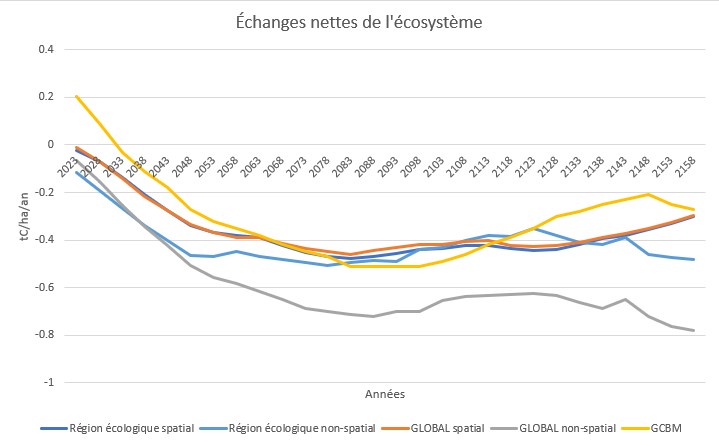 Échanges nettes de l'écosystème
0.4
0.2
0
-0.2
-0.4
-0.6
-0.8
-1
tC/ha/an
2023 2028 2033 2038 2043 2048 2053 2058 2063 2068 2073 2078 2083 2088 2093 2098 2103 2108 2113 2118 2123 2128 2133 2138 2143 2148 2153 2158
Années
Région écologique spatial Région écologique non-spatial GLOBAL spatial GLOBAL non-spatial GCBM